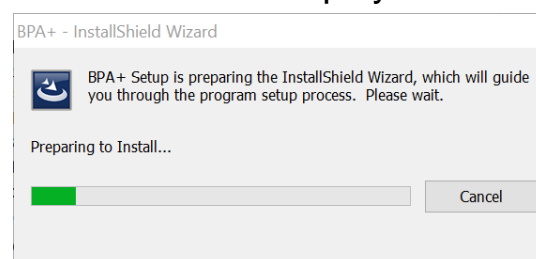 BPA+ - InstallShield Wizard
BPA+ Setup is preparing the InstallShield Wizard, which will guide
you through the program setup process. Please wait.
Preparing to Install...
Cancel